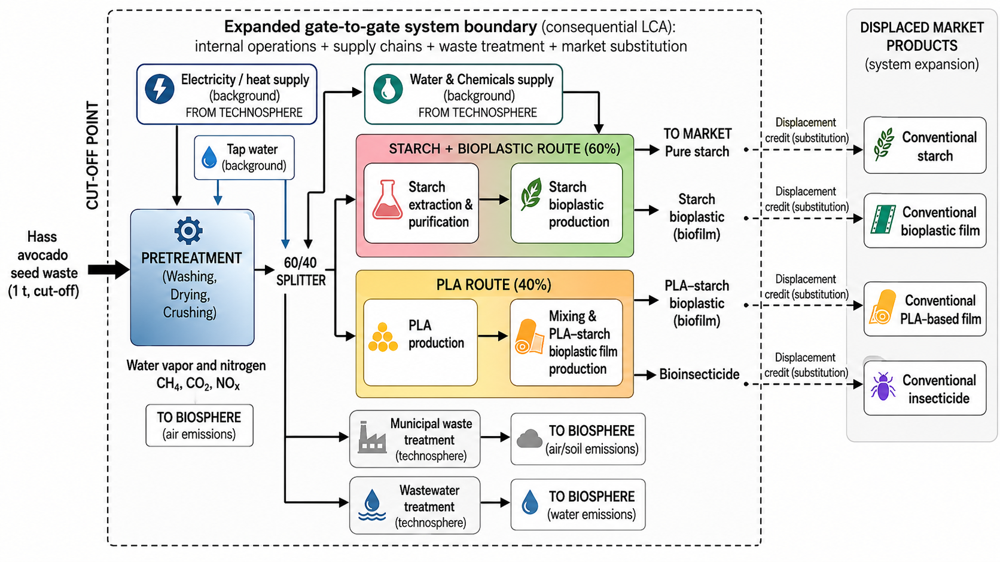 Expanded gate-to-gate system boundary (consequential LCA):
internal operations + supply chains + waste treatment + market substitution
CUT-OFF POINT
Hass
avocado
seed waste
(1 t, cut-off)
Electricity / heat supply
(background)
FROM TECHNOSPHERE
Tap water
(background)
Water & Chemicals supply
(background)
FROM TECHNOSPHERE
PRETREATMENT
(Washing,
Drying,
Crushing)
Water vapor and nitrogen
CH₄, CO₂, NOₓ
TO BIOSPHERE
(air emissions)
60/40
SPLITTER
STARCH + BIOPLASTIC ROUTE (60%)
Starch
extraction &
purification
Starch
bioplastic
production
PLA ROUTE (40%)
PLA
production
Mixing &
PLA–starch
bioplastic film
production
Municipal waste
treatment
(technosphere)
TO BIOSPHERE
(air/soil emissions)
Wastewater
treatment
(technosphere)
TO BIOSPHERE
(water emissions)
TO MARKET
Pure starch
Starch
bioplastic
(biofilm)
PLA–starch
bioplastic
(biofilm)
Bioinsecticide
Displacement
credit (substitution)
Displacement
credit (substitution)
Displacement
credit (substitution)
Displacement
credit (substitution)
DISPLACED MARKET
PRODUCTS
(system expansion)
Conventional
starch
Conventional
bioplastic film
Conventional
PLA-based film
Conventional
insecticide